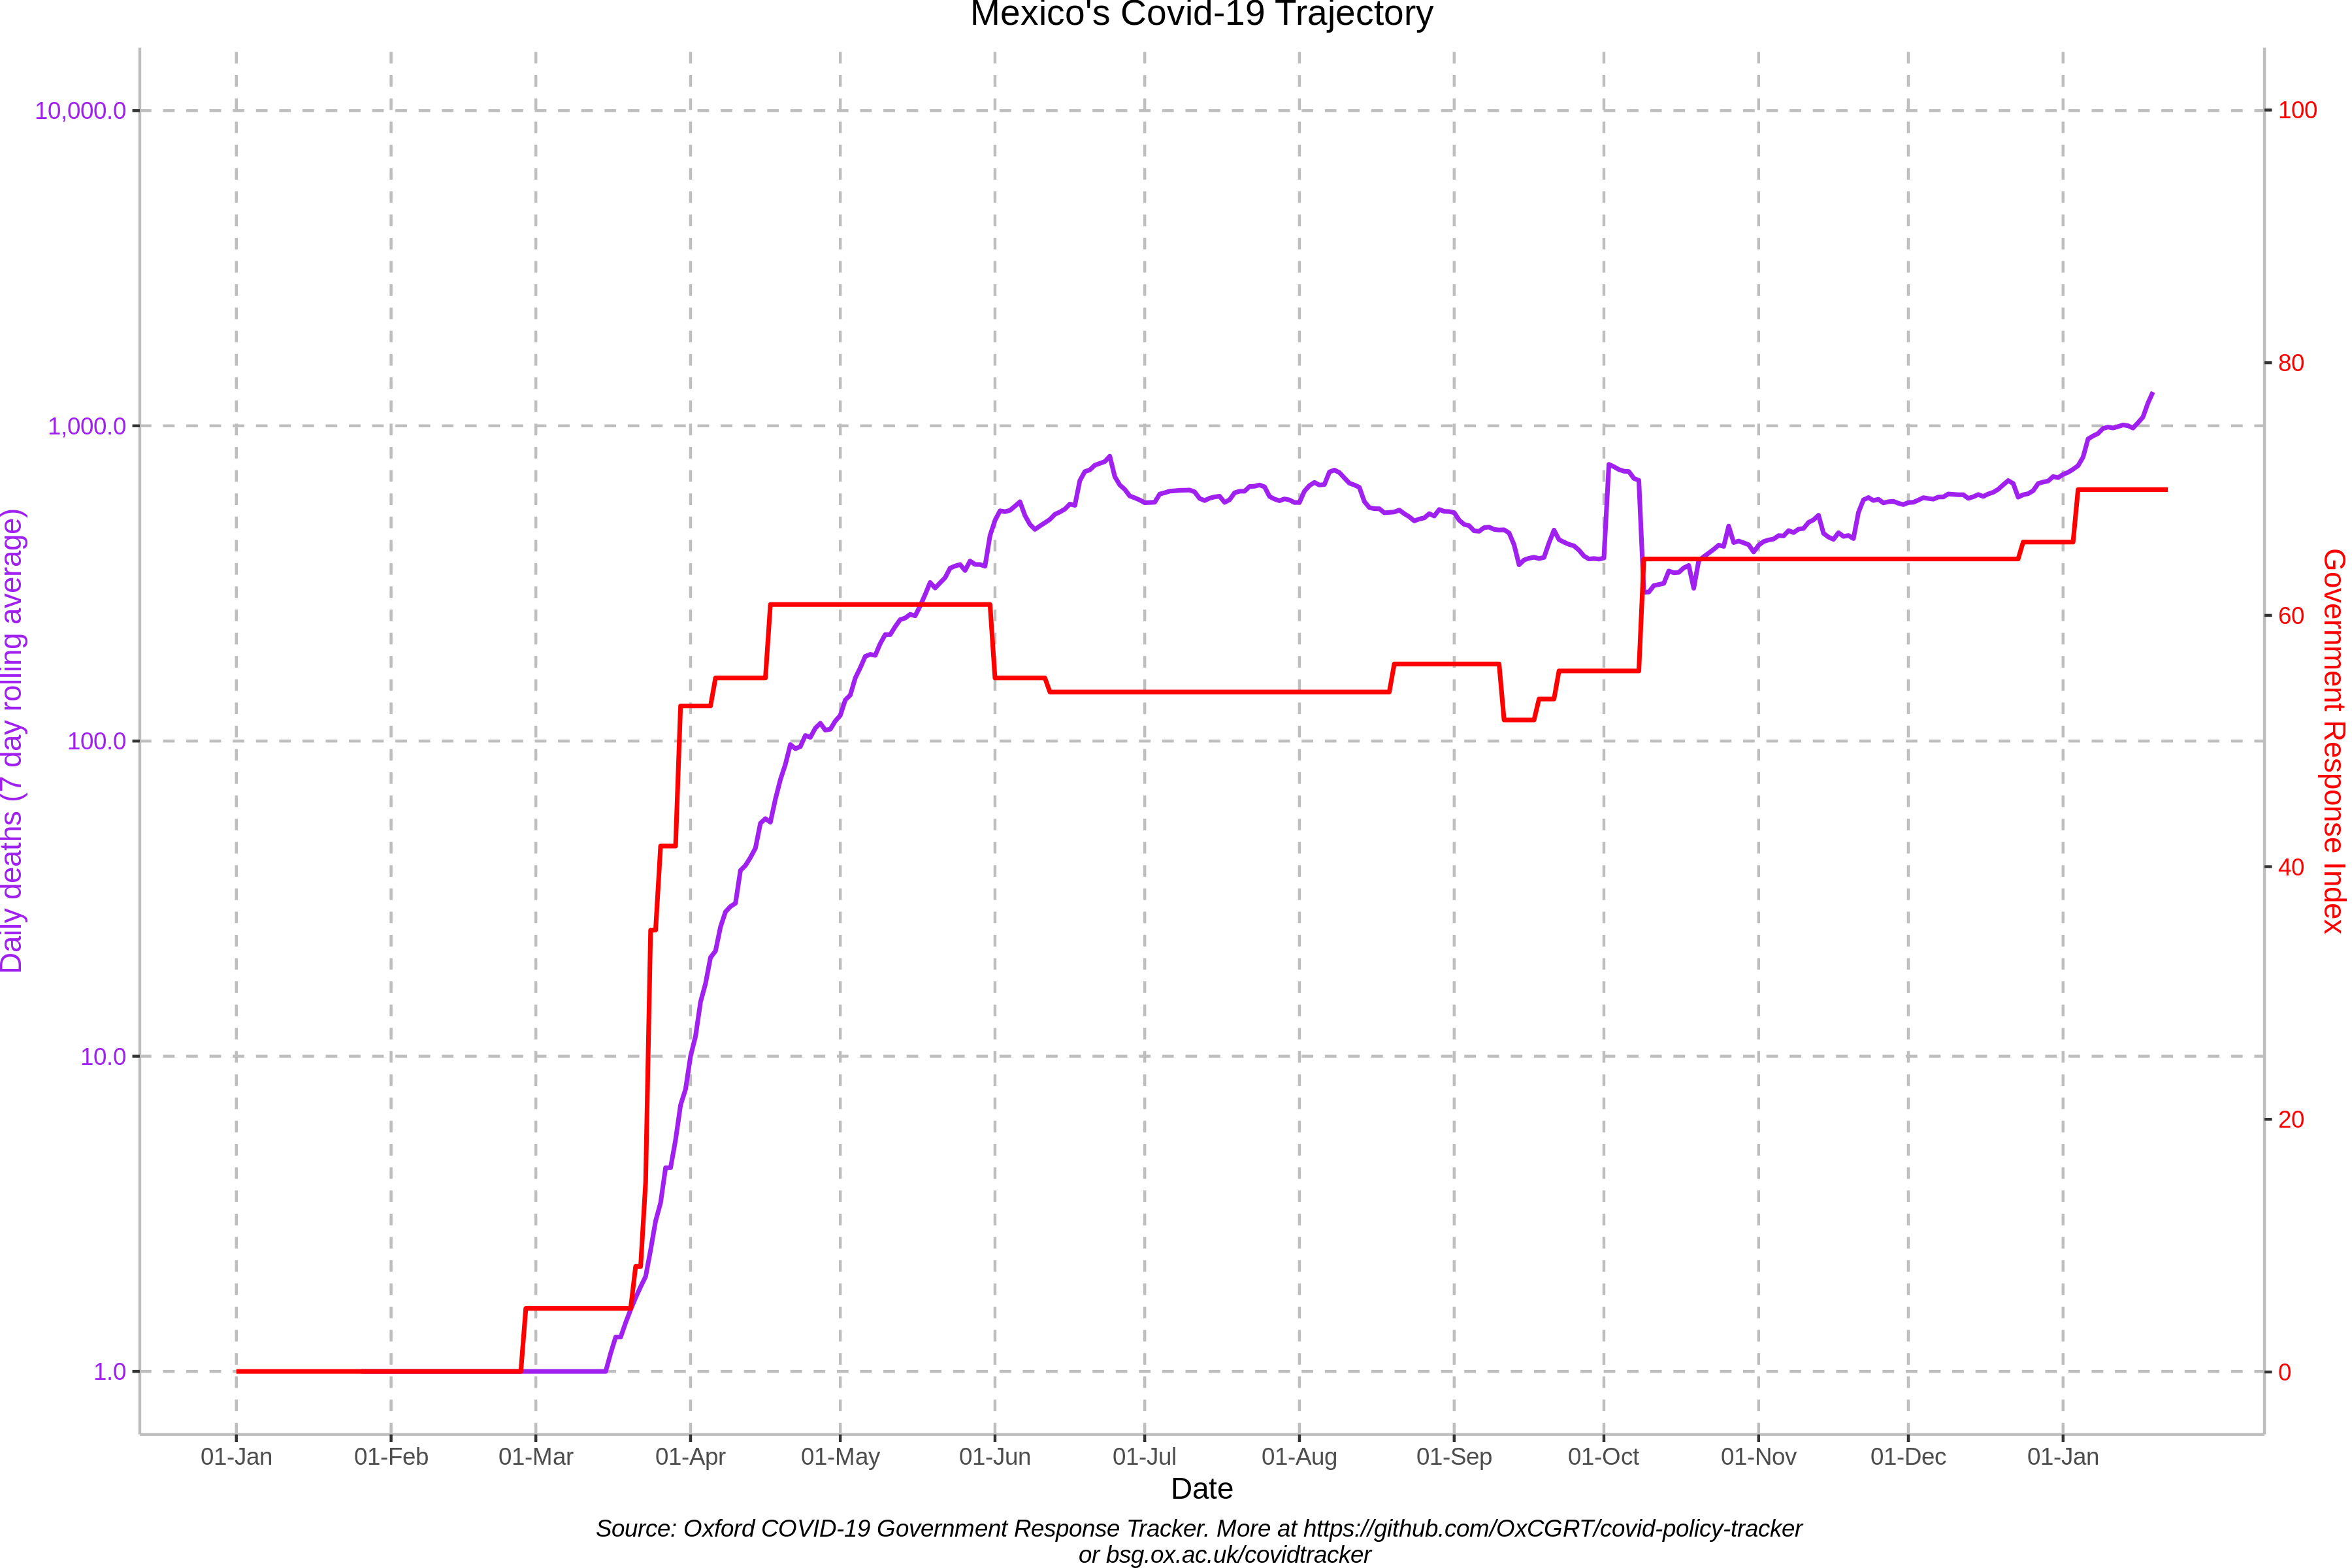 Mexico's Covid-19 Trajectory
10,000.0
1,000.0
100.0
10.0
1.0
Daily deaths (7 day rolling average)
100
80
60
40
20
0
Government Response Index
01-Jan 01-Feb 01-Mar 01-Apr 01-May 01-Jun 01-Jul 01-Aug 01-Sep 01-Oct 01-Nov 01-Dec 01-Jan
Date
Source: Oxford COVID-19 Government Response Tracker. More at https://github.com/OxCGRT/covid-policy-tracker
or bsg.ox.ac.uk/covidtracker